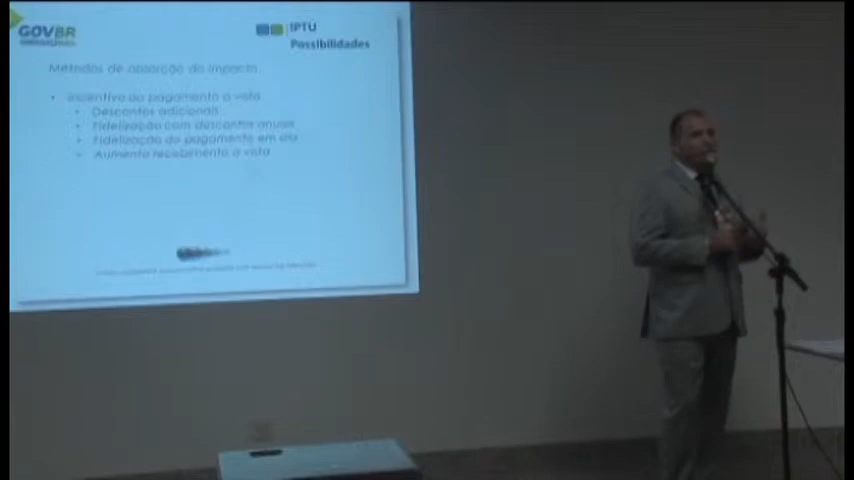 GOVBR
IPTU
Possibilidades
Métodos de absorção do impacto
• Incentivo ao pagamento a vista
• Descontos adicionais
• Fidelização com descontos anuais
• Fidelização do pagamento em dia
• Aumento recebimento a vista